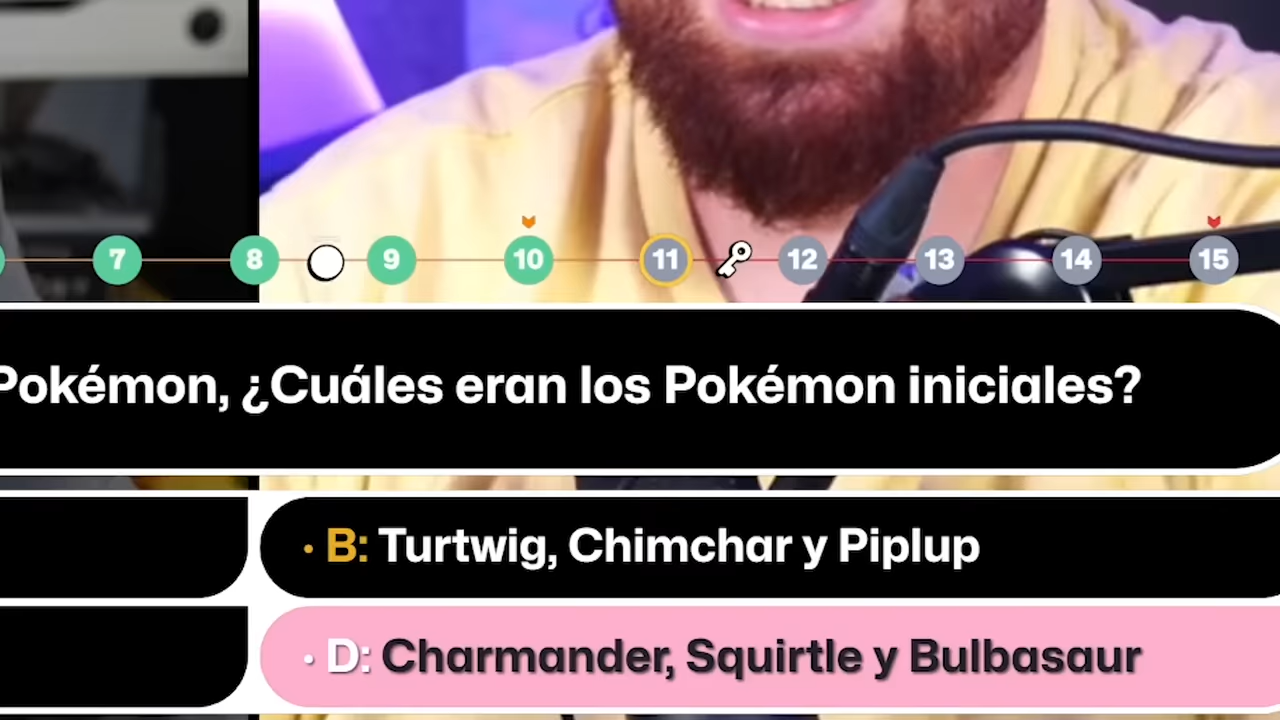 7 8 9 10 11 12 13 14 15
Pokémon, ¿Cuáles eran los Pokémon iniciales?
· B: Turtwig, Chimchar y Piplup
· D: Charmander, Squirtle y Bulbasaur